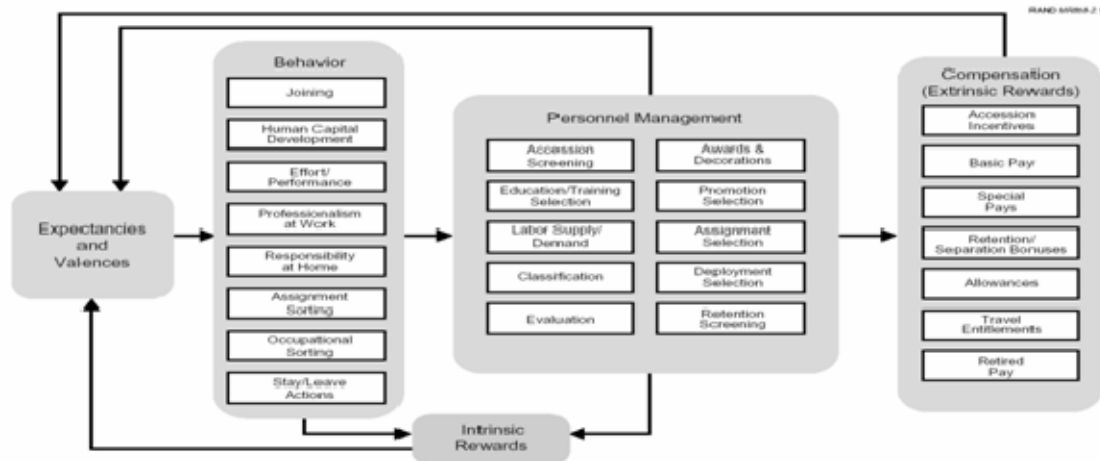 Behavior
Joining
Human Capital
Development
Effort/
Performance
Professionalism
at Work
Responsibility
at Home
Assignment
Sorting
Occupational
Sorting
Stay/Leave
Actions
Expectancies
and
Valences
Personnel Management
Accession
Screening
Education/Training
Selection
Labor Supply/
Demand
Classification
Evaluation
Awards &
Decorations
Promotion
Selection
Assignment
Selection
Deployment
Selection
Retention
Screening
Intrinsic
Rewards
RAND
Compensation
(Extrinsic Rewards)
Accession
Incentives
Basic Pay
Special
Pays
Retention/
Separation Bonuses
Allowances
Travel
Entitlements
Retired
Pay